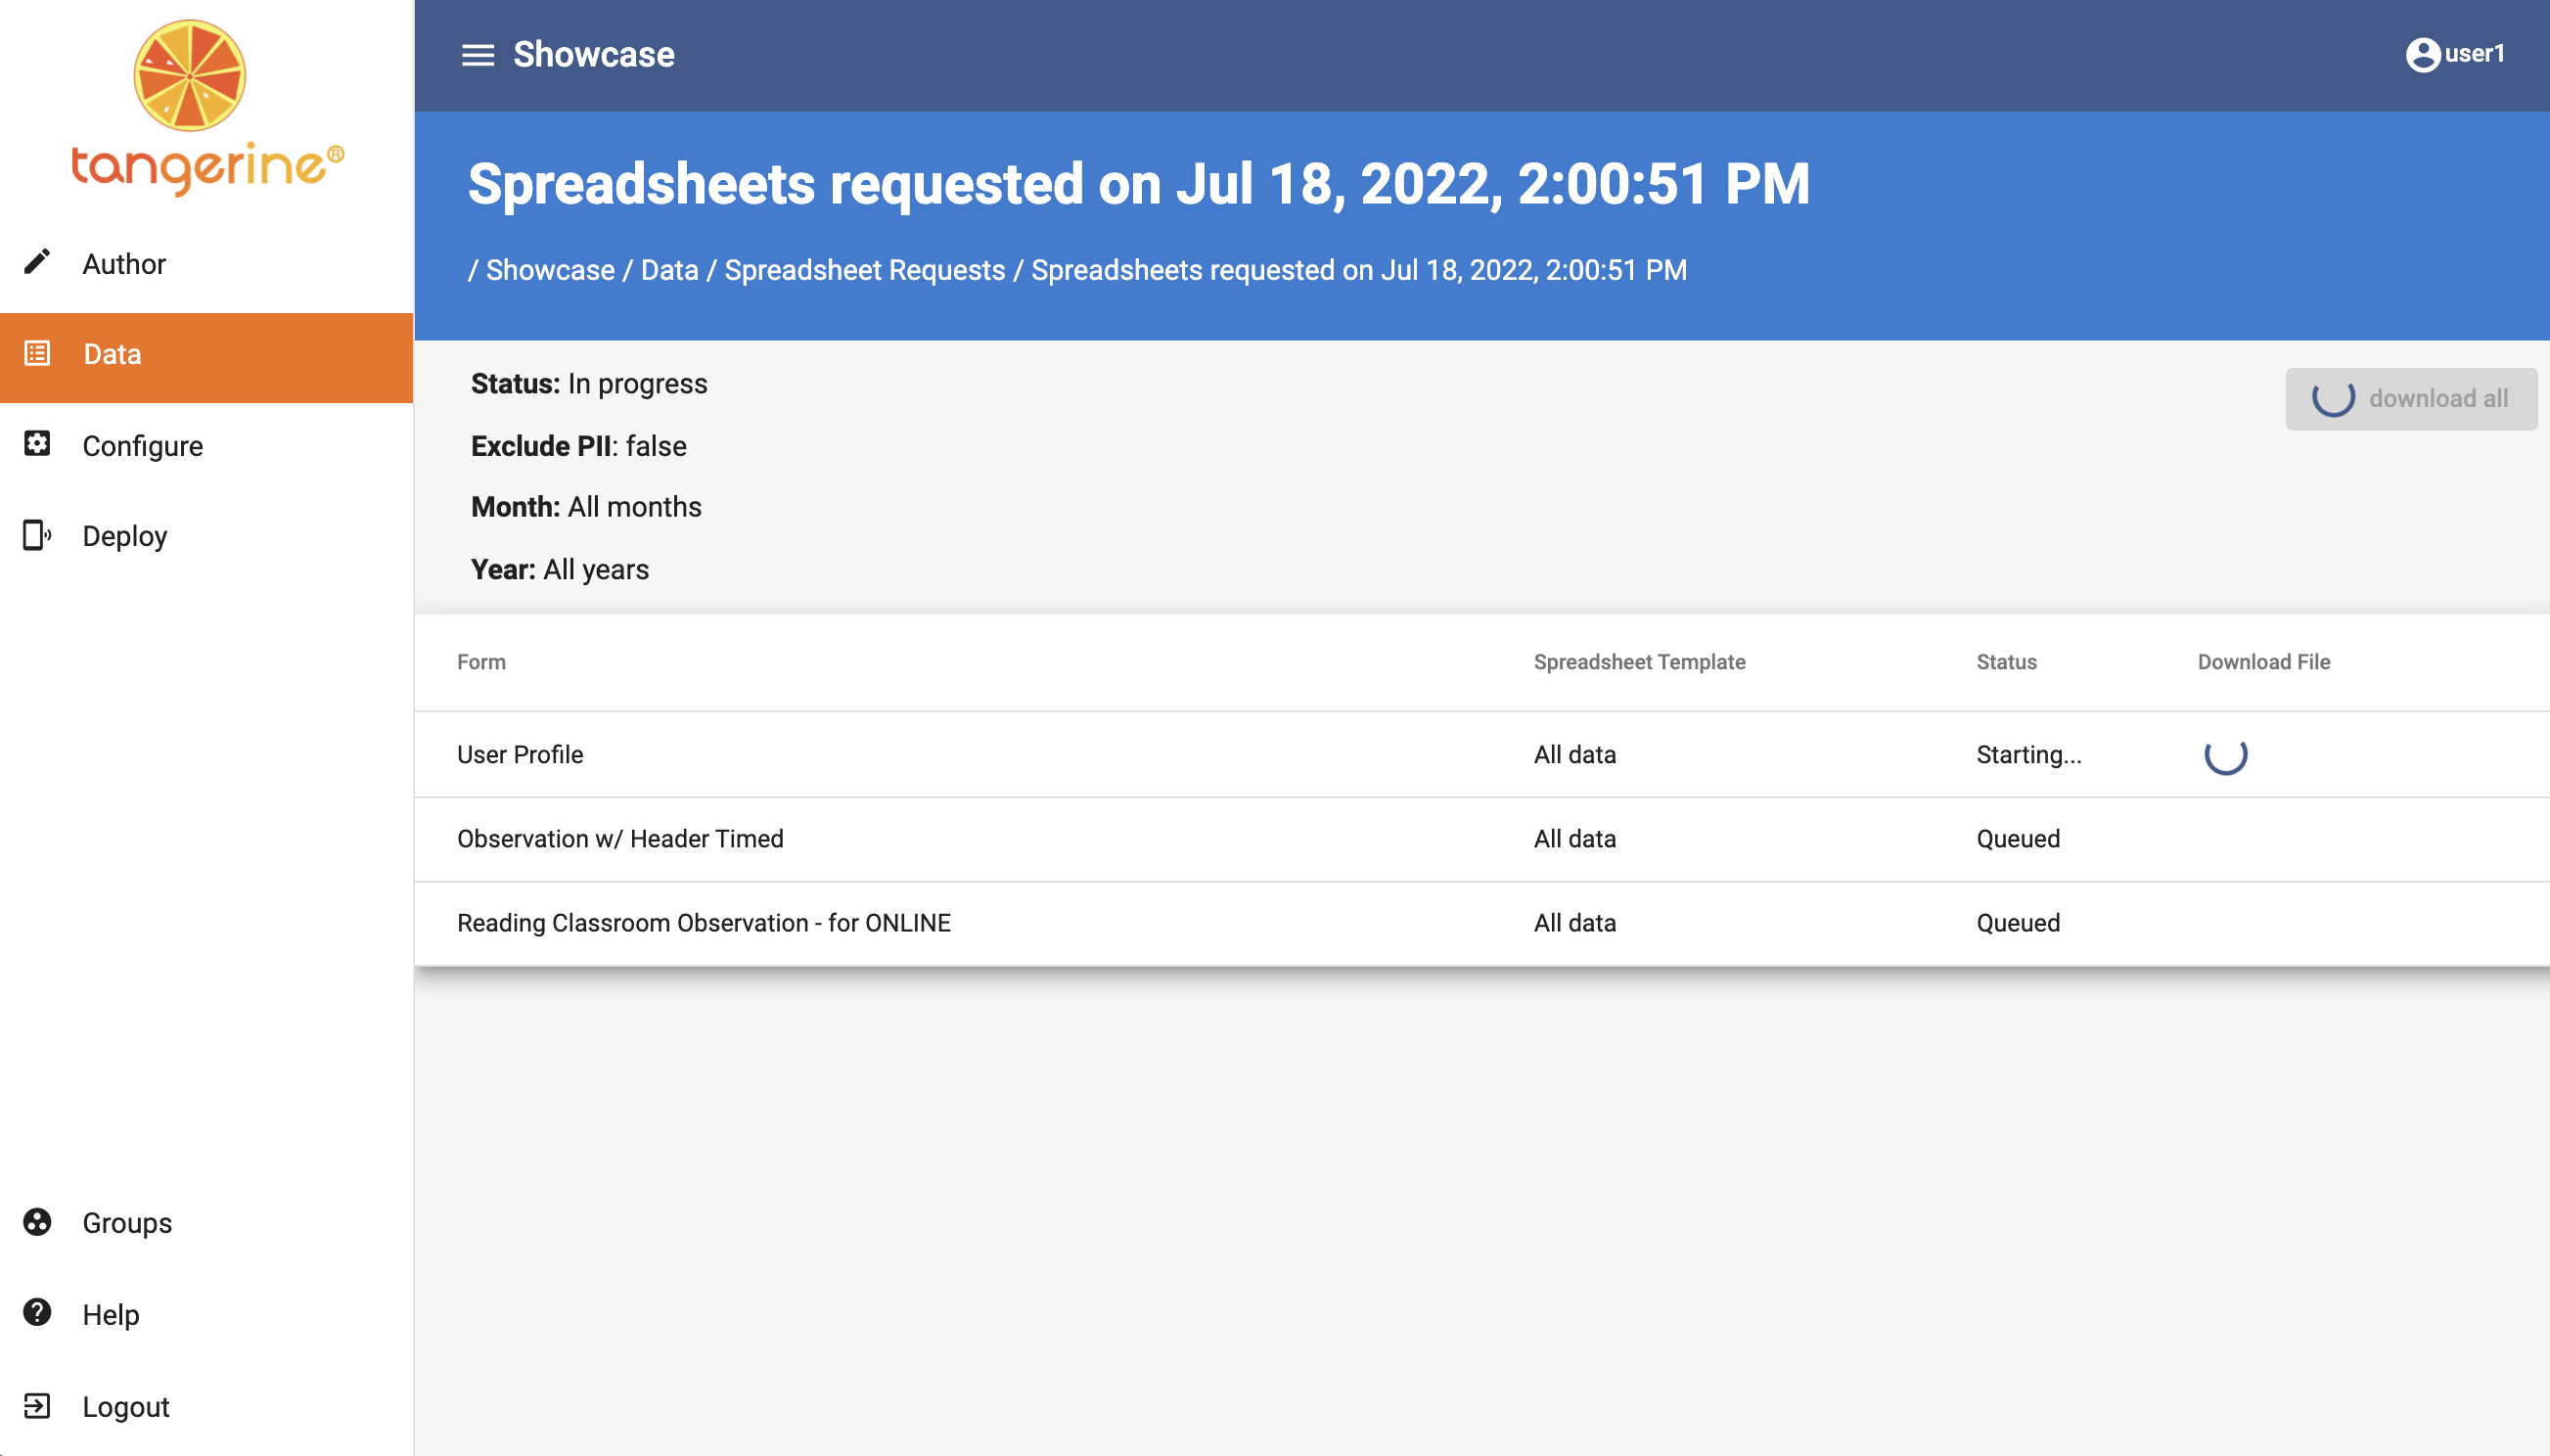 tangerine®
Author
Data
Configure
Deploy
Groups
Help
Logout
Showcase
user1
Spreadsheets requested on Jul 18, 2022, 2:00:51 PM
/ Showcase / Data / Spreadsheet Requests / Spreadsheets requested on Jul 18, 2022, 2:00:51 PM
Status: In progress
download all
Exclude PII: false
Month: All months
Year: All years
Form Spreadsheet Template Status Download File
User Profile All data Starting...
Observation w/ Header Timed All data Queued
Reading Classroom Observation - for ONLINE All data Queued